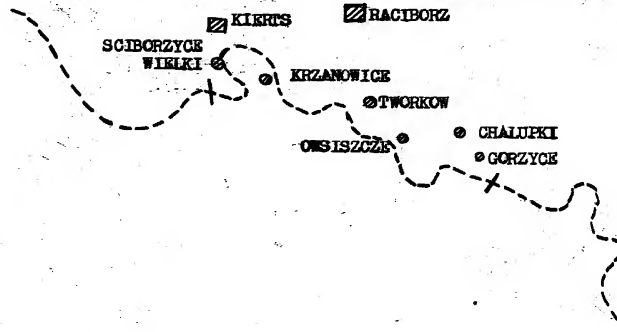 KIERTS
RACIBORZ
SCIBORZYCE
WIELKI
KRZANOWICE
TWORKOW
OWSISZCZE
CHALUPKI
GORZYCE